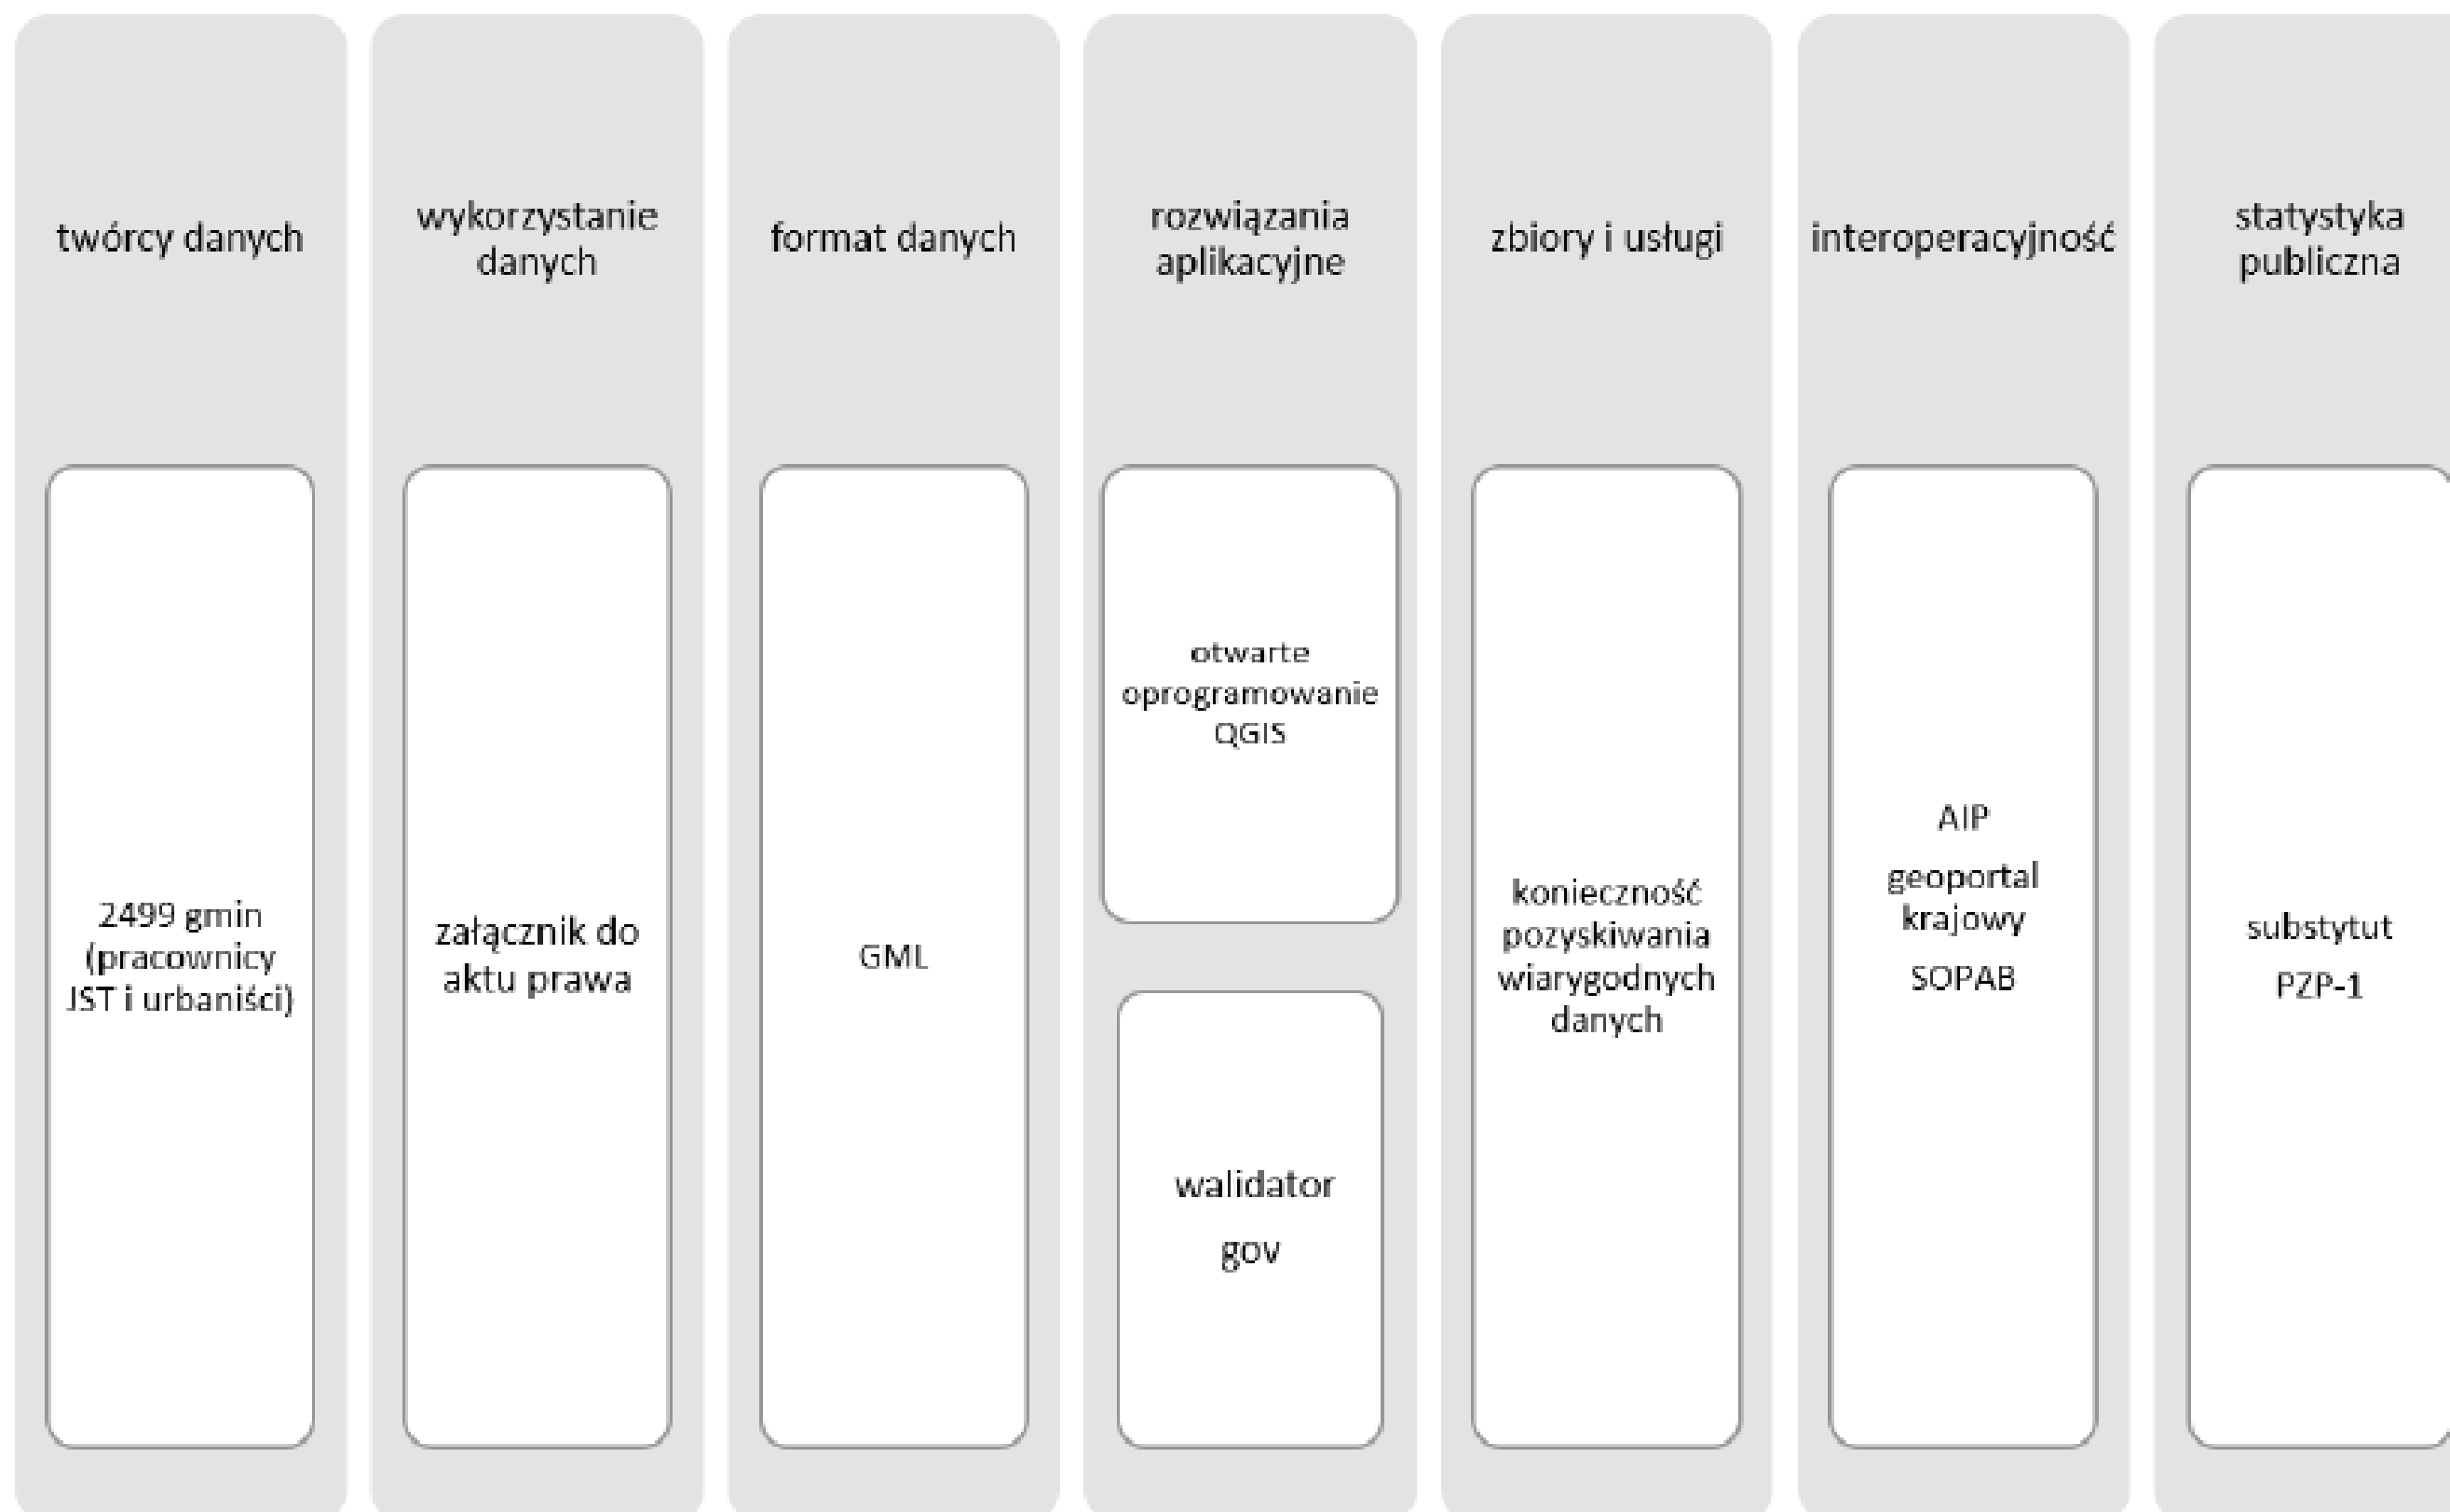 twórcy danych
2499 gmin
(pracownicy
JST i urbaniści)
wykorzystanie
danych
załącznik do
aktu prawa
format danych
GML
rozwiązania
aplikacyjne
otwarte
oprogramowanie
QGIS
walidator
gov
zbiory i usługi
konieczność
pozyskiwania
wiarygodnych
danych
interoperacyjność
AIP
geoportal
krajowy
SOPAB
statystyka
publiczna
substytut
PZP-1